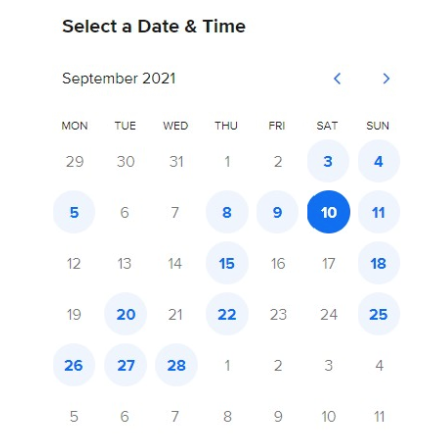 Select a Date & Time
September 2021
MON TUE WED THU FRI SAT SUN
29 30 31 1 2 3 4
5 6 7 8 9 10 11
12 13 14 15 16 17 18
19 20 21 22 23 24 25
26 27 28 1 2 3 4
5 6 7 8 9 10 11